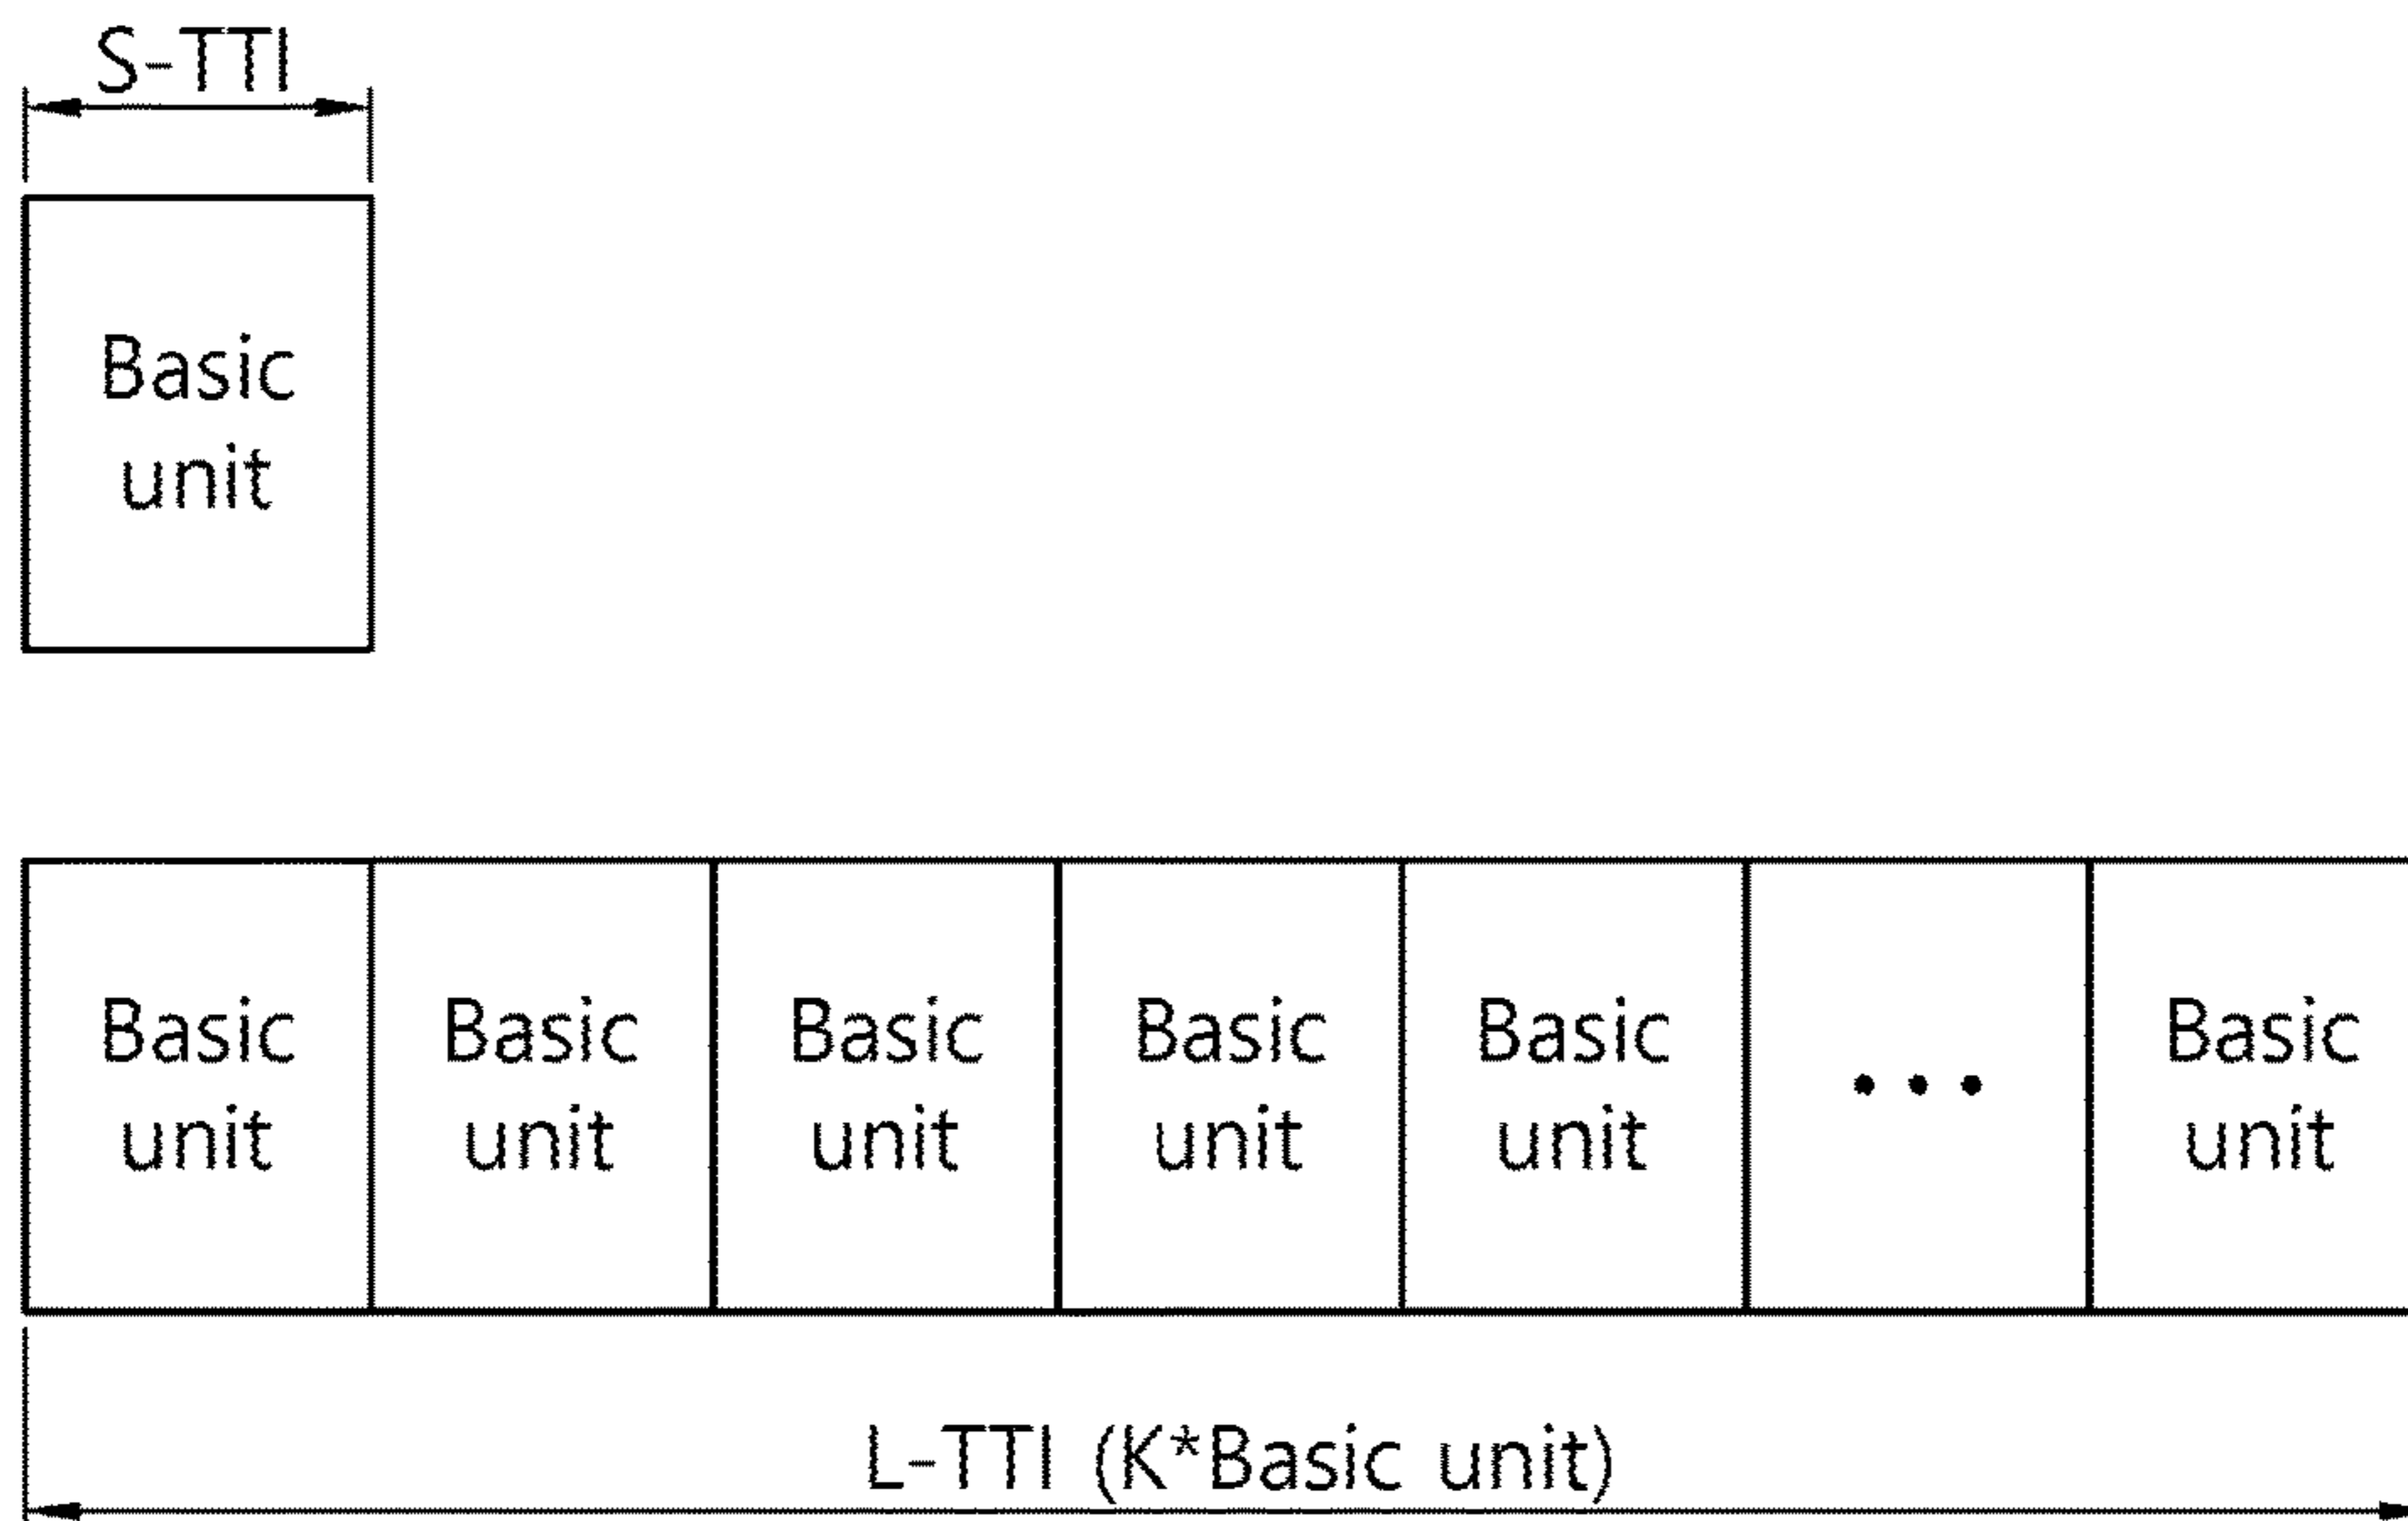 S-TTI
Basic
unit
Basic Basic Basic Basic Basic ••• Basic
unit unit unit unit unit unit
L-TTI (K*Basic unit)